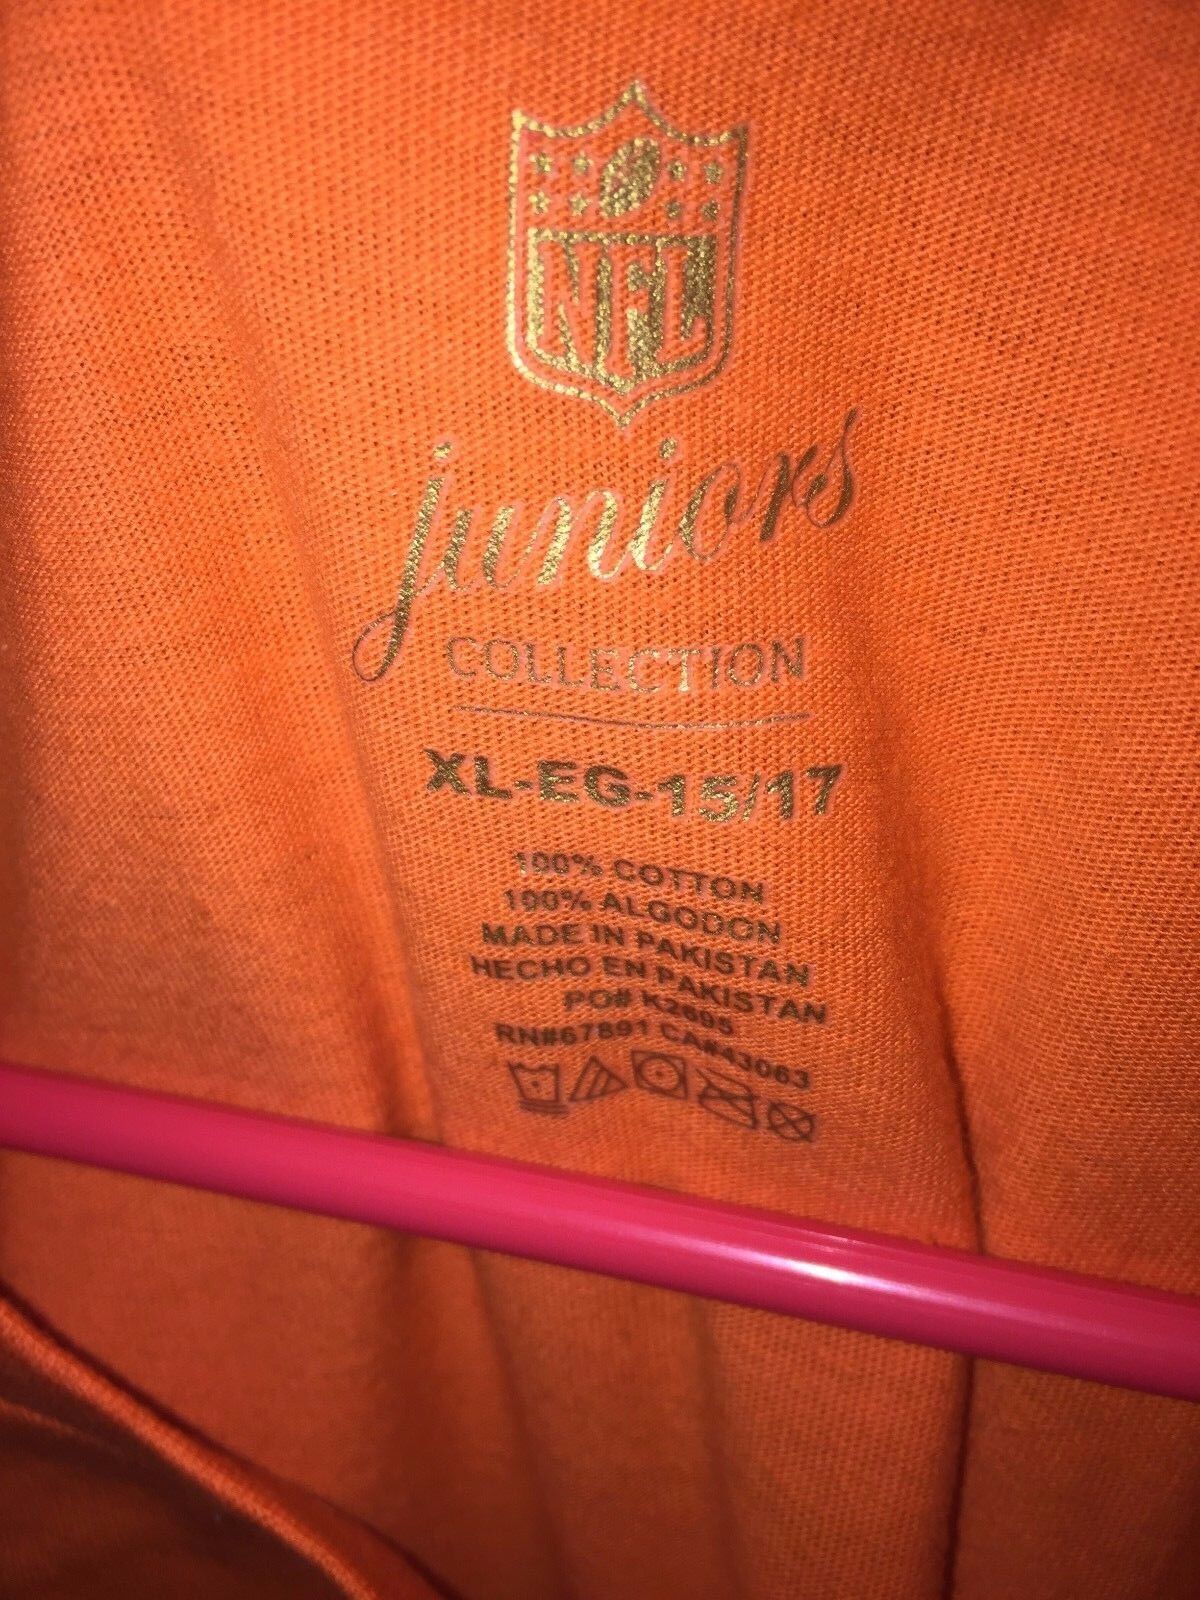 NFL
juniors
COLLECTION
XL-EG-15/17
100% COTTON
100% ALGODON
MADE IN PAKISTAN
HECHO EN PAKISTAN
PO# K2695
RN#67891 CA#43063